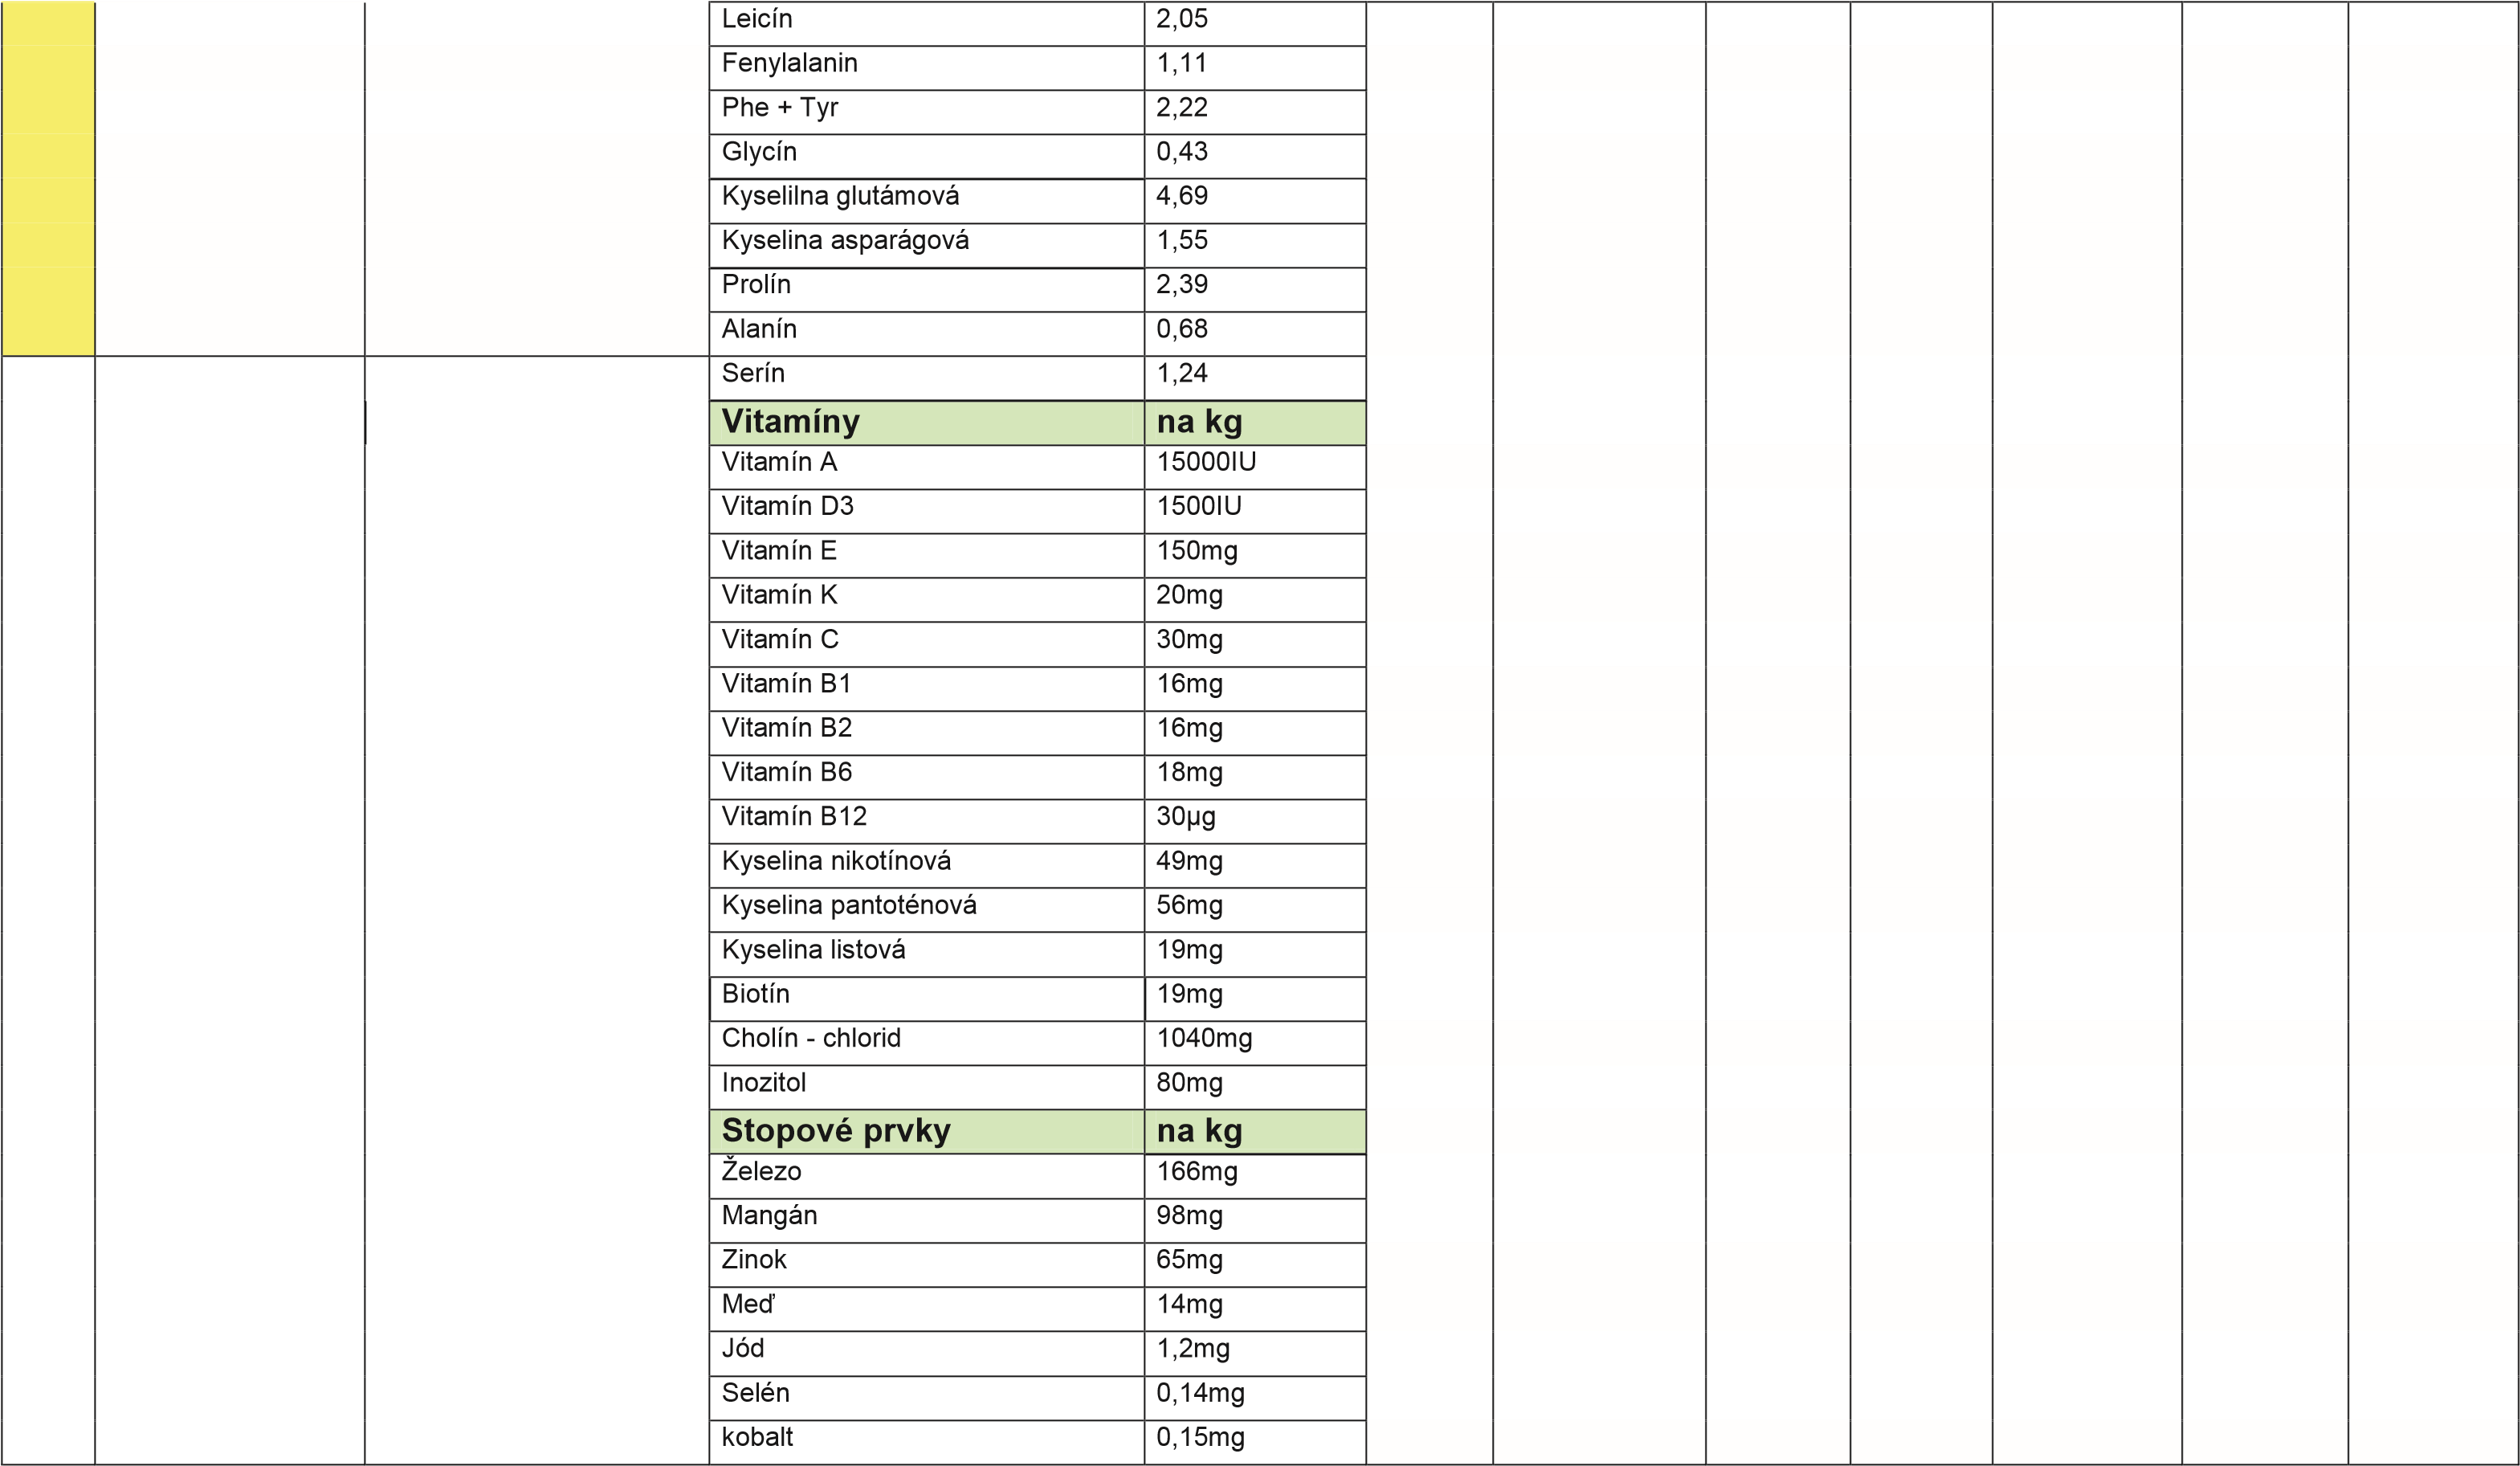 Leicín 2,05
Fenylalanin 1,11
Phe + Tyr 2,22
Glycín 0,43
Kyselilna glutámová 4,69
Kyselina asparágová 1,55
Prolín 2,39
Alanín 0,68
Serín 1,24
Vitamíny na kg
Vitamín A 15000IU
Vitamín D3 1500IU
Vitamín E 150mg
Vitamín K 20mg
Vitamín C 30mg
Vitamín B1 16mg
Vitamín B2 16mg
Vitamín B6 18mg
Vitamín B12 30µg
Kyselina nikotínová 49mg
Kyselina pantoténová 56mg
Kyselina listová 19mg
Biotín 19mg
Cholín - chlorid 1040mg
Inozitol 80mg
Stopové prvky na kg
Železo 166mg
Mangán 98mg
Zinok 65mg
Meď 14mg
Jód 1,2mg
Selén 0,14mg
kobalt 0,15mg